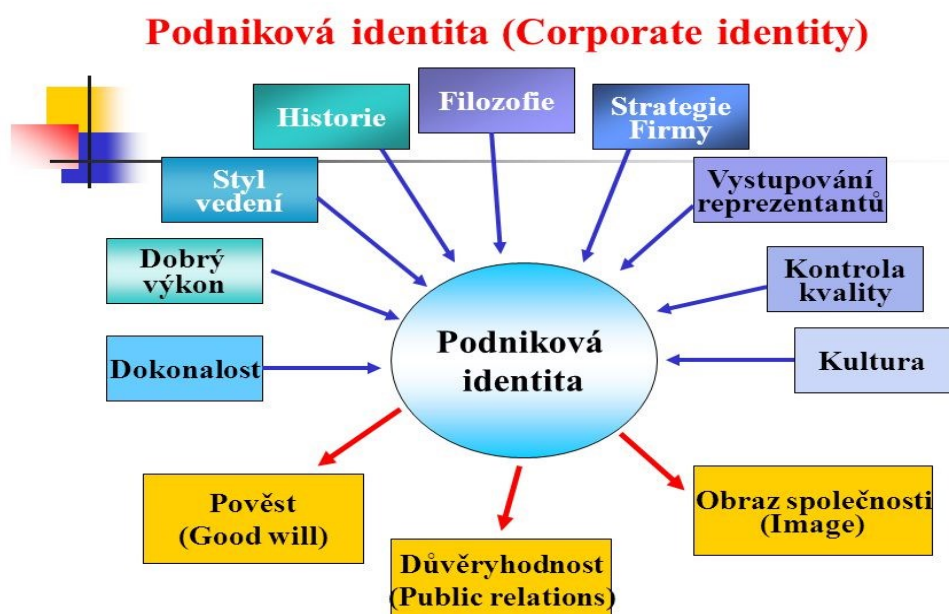 Podniková identita (Corporate identity)
Historie
Filozofie
Strategie
Firmy
Styl
vedení
Vystupování
reprezentantů
Dobrý
výkon
Kontrola
kvality
Dokonalost
Podniková
identita
Kultura
Pověst
(Good will)
Důvěryhodnost
(Public relations)
Obraz společnosti
(Image)